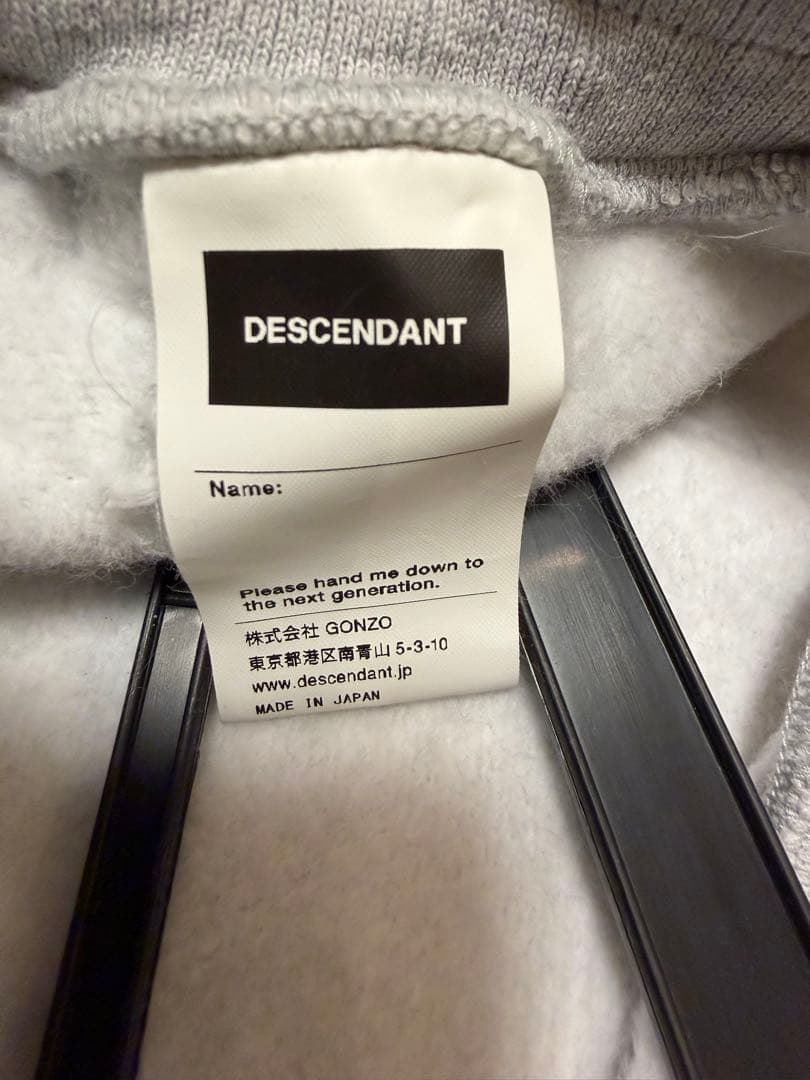 DESCENDANT
Name:
Please hand me down to
the next generation.
株式会社 GONZO
東京都港区南青山 5-3-10
www.descendant.jp
MADE IN JAPAN